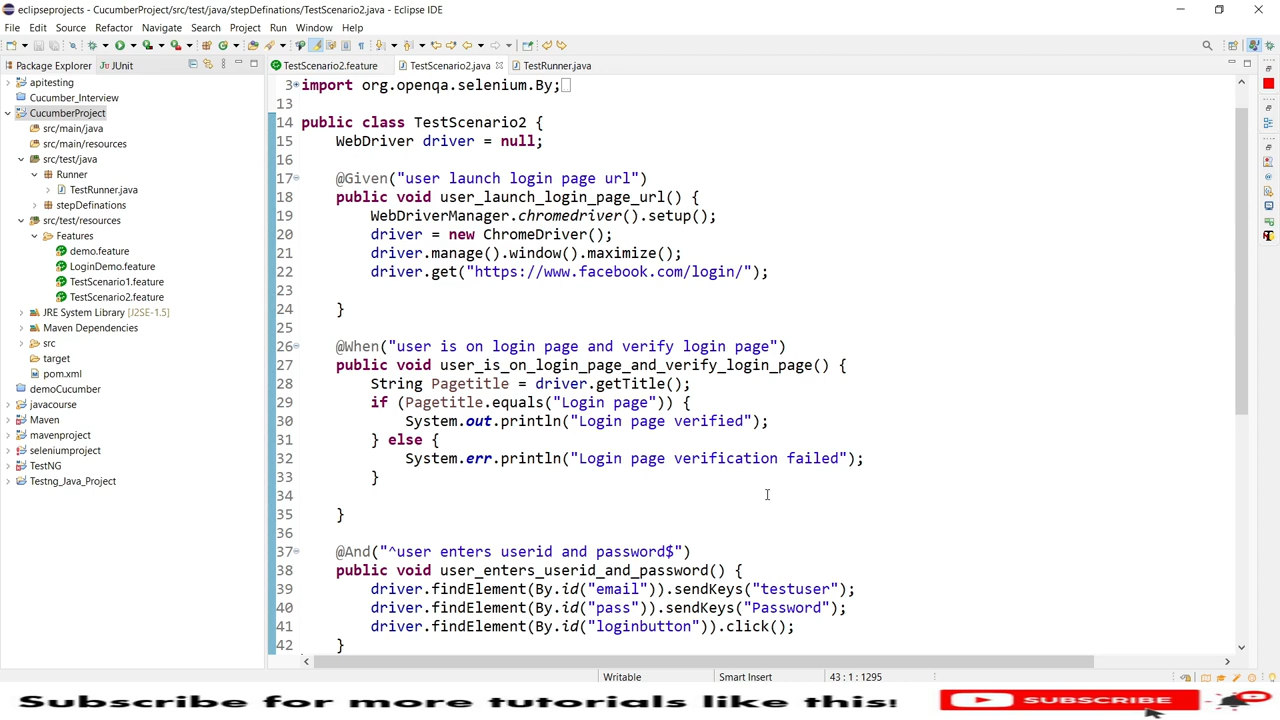 eclipseprojects - CucumberProject/src/test/java/stepDefinations/TestScenario2.java - Eclipse IDE
File Edit Source Refactor Navigate Search Project Run Window Help
Package Explorer JUnit
TestScenario2.feature TestScenario2.java TestRunner.java
apitesting
Cucumber_Interview
CucumberProject
src/main/java
src/main/resources
src/test/java
Runner
TestRunner.java
stepDefinations
src/test/resources
Features
demo.feature
LoginDemo.feature
TestScenario1.feature
TestScenario2.feature
JRE System Library [J2SE-1.5]
Maven Dependencies
src
target
pom.xml
demoCucumber
javacourse
Maven
mavenproject
seleniumproject
TestNG
Testng_Java_Project
3 import org.openqa.selenium.By;
13
14 public class TestScenario2 {
15 WebDriver driver = null;
16
17 @Given("user launch login page url")
18 public void user_launch_login_page_url() {
19 WebDriverManager.chromedriver().setup();
20 driver = new ChromeDriver();
21 driver.manage().window().maximize();
22 driver.get("https://www.facebook.com/login/");
23
24 }
25
26 @When("user is on login page and verify login page")
27 public void user_is_on_login_page_and_verify_login_page() {
28 String Pagetitle = driver.getTitle();
29 if (Pagetitle.equals("Login page")) {
30 System.out.println("Login page verified");
31 } else {
32 System.err.println("Login page verification failed");
33 }
34
35 }
36
37 @And("^user enters userid and password$")
38 public void user_enters_userid_and_password() {
39 driver.findElement(By.id("email")).sendKeys("testuser");
40 driver.findElement(By.id("pass")).sendKeys("Password");
41 driver.findElement(By.id("loginbutton")).click();
42 }
Writable Smart Insert 43 : 1 : 1295
Subscribe for more tutorials like this! SUBSCRIBE